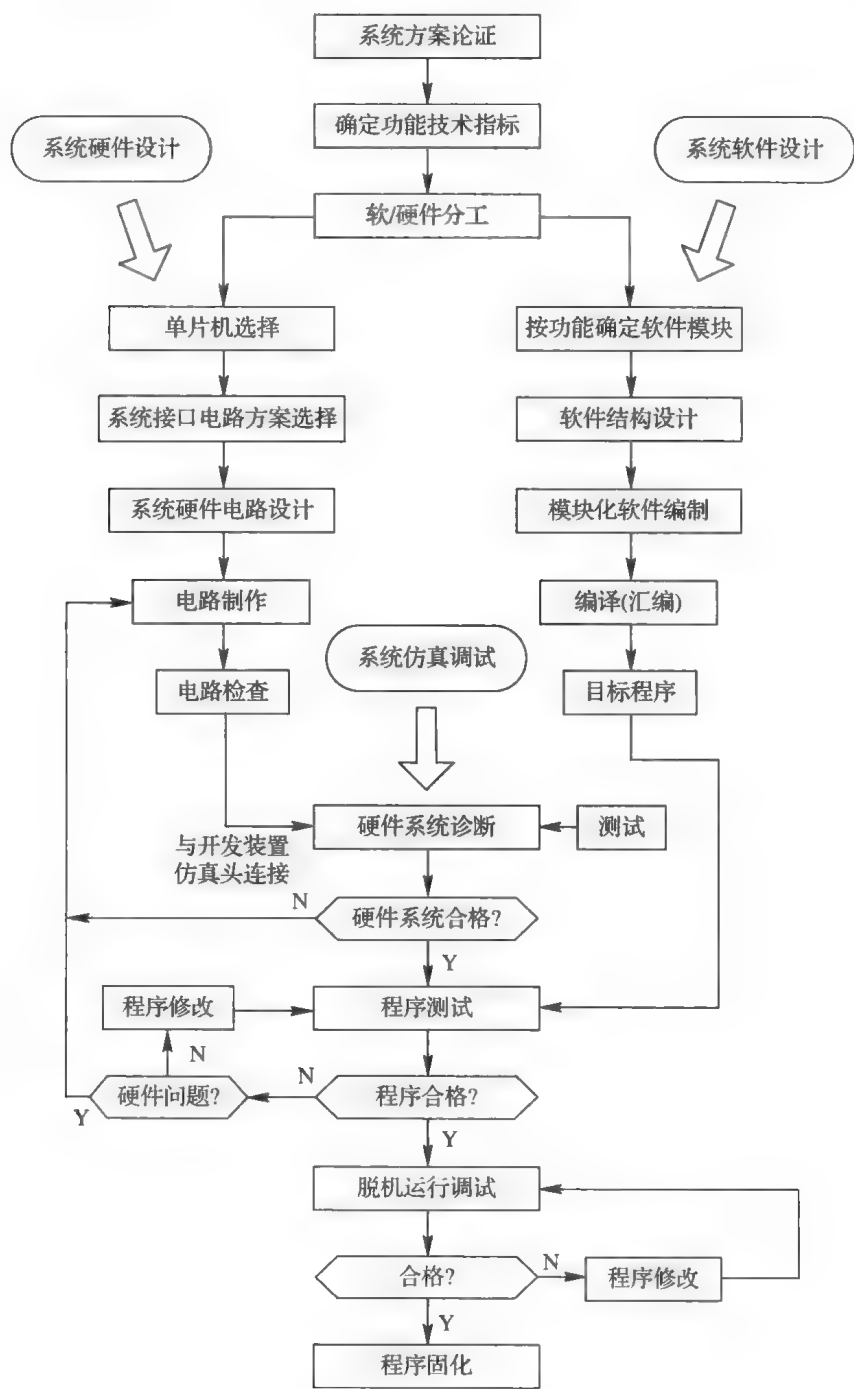 系统方案论证
确定功能技术指标
系统硬件设计
系统软件设计
软/硬件分工
单片机选择
按功能确定软件模块
系统接口电路方案选择
软件结构设计
系统硬件电路设计
模块化软件编制
电路制作
编译(汇编)
系统仿真调试
电路检查
目标程序
硬件系统诊断
测试
与开发装置
仿真头连接
N
硬件系统合格?
Y
程序修改
程序测试
N
N
硬件问题?
程序合格?
Y
Y
脱机运行调试
合格?
N
程序修改
Y
程序固化